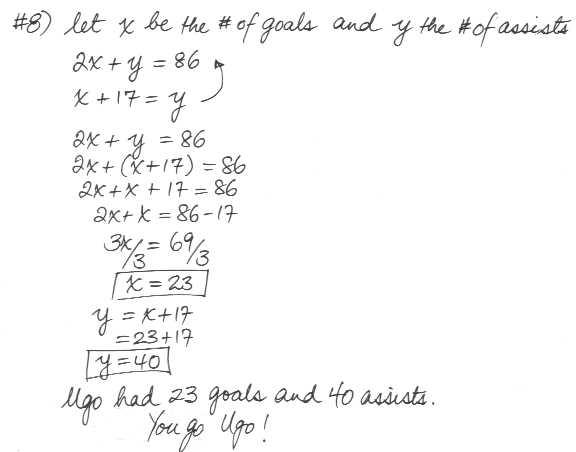 #8) let x be the # of goals and y the # of assists
2x + y = 86
x + 17 = y
2x + y = 86
2x + (x+17) = 86
2x + x + 17 = 86
2x + x = 86 - 17
3x/3 = 69/3
x = 23
y = x+17
= 23+17
y = 40
Ugo had 23 goals and 40 assists.
You go Ugo!